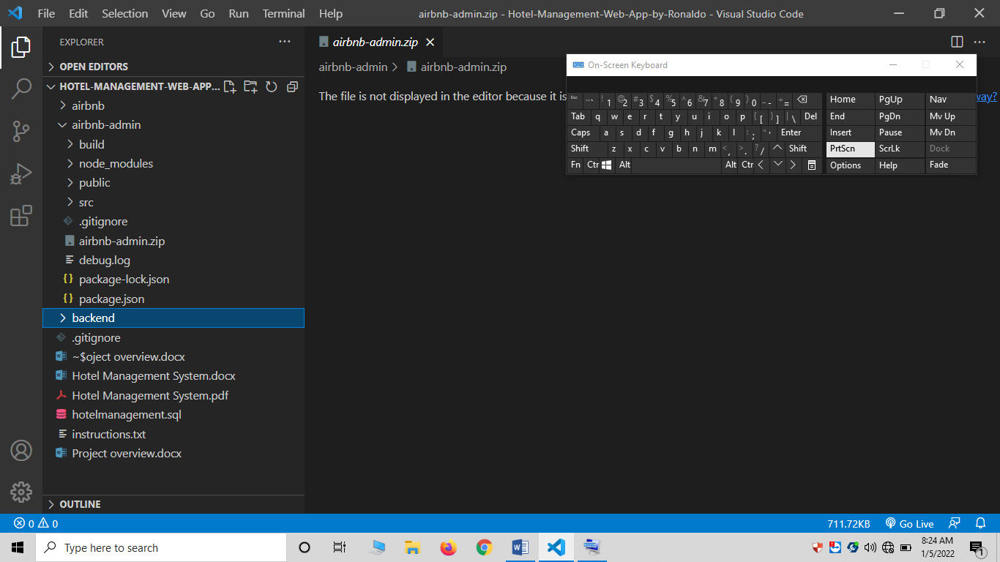 File Edit Selection View Go Run Terminal Help
airbnb-admin.zip - Hotel-Management-Web-App-by-Ronaldo - Visual Studio Code
EXPLORER
OPEN EDITORS
HOTEL-MANAGEMENT-WEB-APP...
airbnb
airbnb-admin
build
node_modules
public
src
.gitignore
airbnb-admin.zip
debug.log
package-lock.json
package.json
backend
.gitignore
~$oject overview.docx
Hotel Management System.docx
Hotel Management System.pdf
hotelmanagement.sql
instructions.txt
Project overview.docx
OUTLINE
airbnb-admin.zip
airbnb-admin > airbnb-admin.zip
The file is not displayed in the editor because it is
way?
On-Screen Keyboard
Esc ~ ` ! 1 @ 2 # 3 $ 4 % 5 ^ 6 & 7 * 8 ( 9 ) 0 _ - + = Home PgUp Nav
Tab q w e r t y u i o p { [ } ] | \ Del End PgDn Mv Up
Caps a s d f g h j k l : ; " ' Enter Insert Pause Mv Dn
Shift z x c v b n m < , > . ? / Shift PrtScn ScrLk Dock
Fn Ctr Alt Alt Ctr Options Help Fade
0 0
711.72KB Go Live
Type here to search
8:24 AM
1/5/2022
1